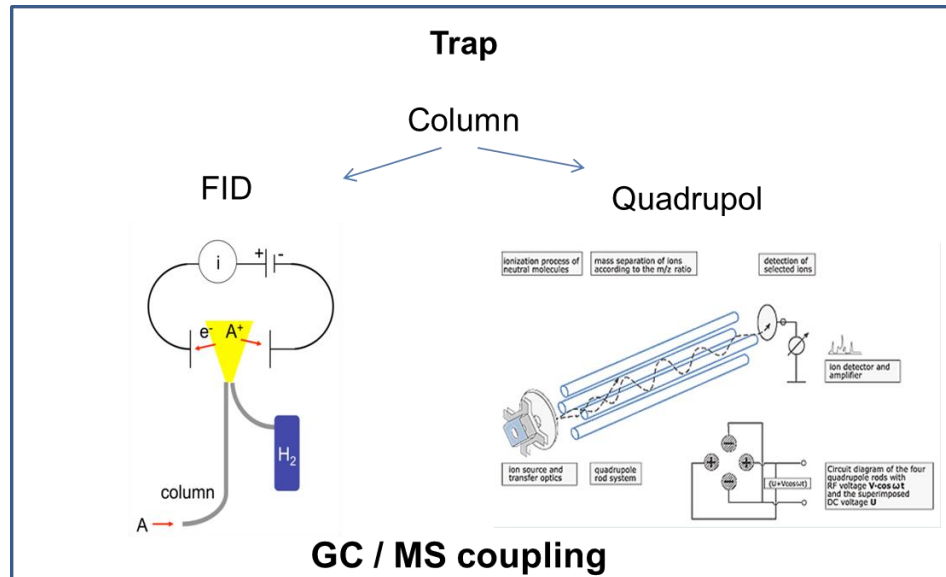 Trap
Column
FID
Quadrupol
i
+
-
e-
A+
H2
column
A
ionization process of
neutral molecules
mass separation of ions
according to the m/z ratio
detection of
selected ions
ion detector and
amplifier
ion source and
transfer optics
quadrupole
rod system
(U+Vcosωt)
Circuit diagram of the four
quadrupole rods with
RF voltage V·cos ωt
and the superimposed
DC voltage U
GC / MS coupling